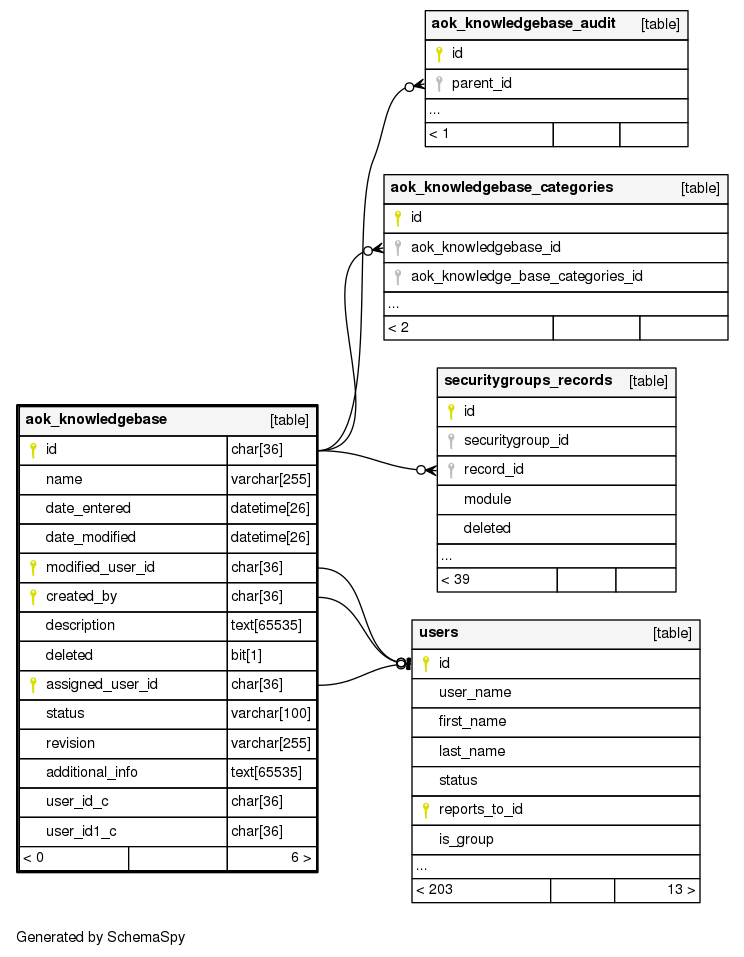 aok_knowledgebase_audit [table]
id
parent_id
...
< 1
aok_knowledgebase_categories [table]
id
aok_knowledgebase_id
aok_knowledge_base_categories_id
...
< 2
securitygroups_records [table]
id
securitygroup_id
record_id
module
deleted
...
< 39
aok_knowledgebase [table]
id char[36]
name varchar[255]
date_entered datetime[26]
date_modified datetime[26]
modified_user_id char[36]
created_by char[36]
description text[65535]
deleted bit[1]
assigned_user_id char[36]
status varchar[100]
revision varchar[255]
additional_info text[65535]
user_id_c char[36]
user_id1_c char[36]
< 0 6 >
users [table]
id
user_name
first_name
last_name
status
reports_to_id
is_group
...
< 203 13 >
Generated by SchemaSpy